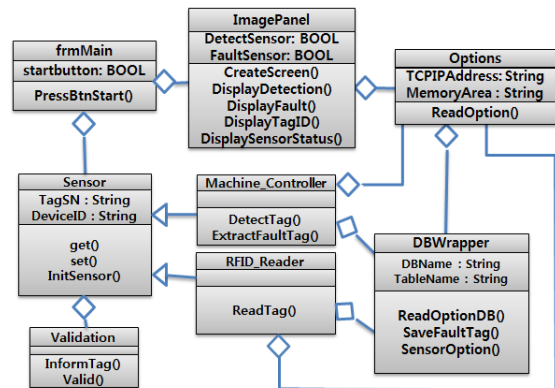 ImagePanel
DetectSensor: BOOL
FaultSensor: BOOL
CreateScreen()
DisplayDetection()
DisplayFault()
DisplayTagID()
DisplaySensorStatus()
frmMain
startbutton: BOOL
PressBtnStart()
Options
TCPIPAddress: String
MemoryArea : String
ReadOption()
Sensor
TagSN : String
DeviceID : String
get()
set()
InitSensor()
Machine_Controller
DetectTag()
ExtractFaultTag()
DBWrapper
DBName : String
TableName : String
ReadOptionDB()
SaveFaultTag()
SensorOption()
RFID_Reader
ReadTag()
Validation
InformTag()
Valid()